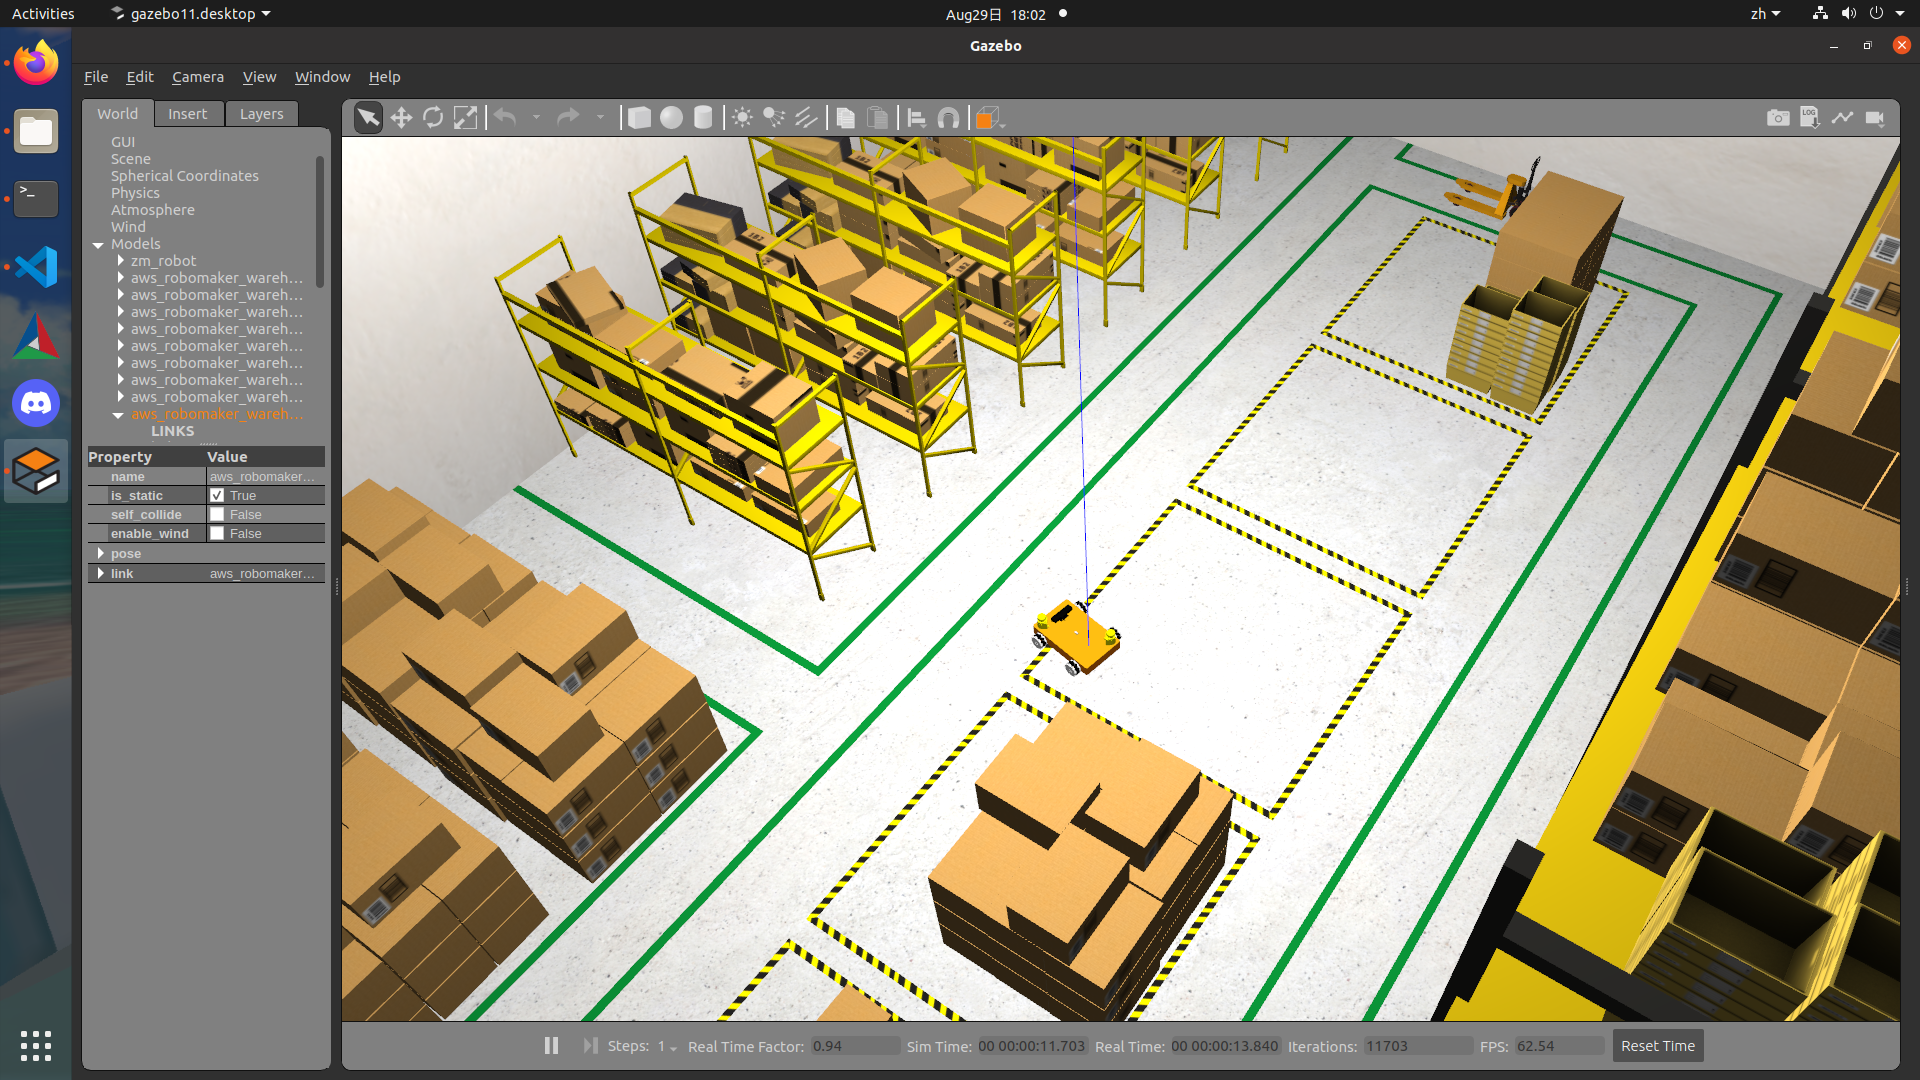 Activities
gazebo11.desktop
Aug29日 18:02
zh
Gazebo
File Edit Camera View Window Help
World Insert Layers
GUI
Scene
Spherical Coordinates
Physics
Atmosphere
Wind
Models
zm_robot
aws_robomaker_wareh...
aws_robomaker_wareh...
aws_robomaker_wareh...
aws_robomaker_wareh...
aws_robomaker_wareh...
aws_robomaker_wareh...
aws_robomaker_wareh...
aws_robomaker_wareh...
aws_robomaker_wareh...
LINKS
Property Value
name aws_robomaker...
is_static True
self_collide False
enable_wind False
pose
link aws_robomaker...
LOG
Steps: 1 Real Time Factor: 0.94 Sim Time: 00 00:00:11.703 Real Time: 00 00:00:13.840 Iterations: 11703 FPS: 62.54 Reset Time